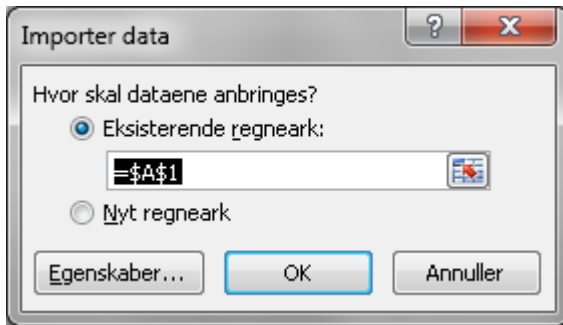 Importer data
Hvor skal dataene anbringes?
Eksisterende regneark:
=$A$1
Nyt regneark
Egenskaber... OK Annuller